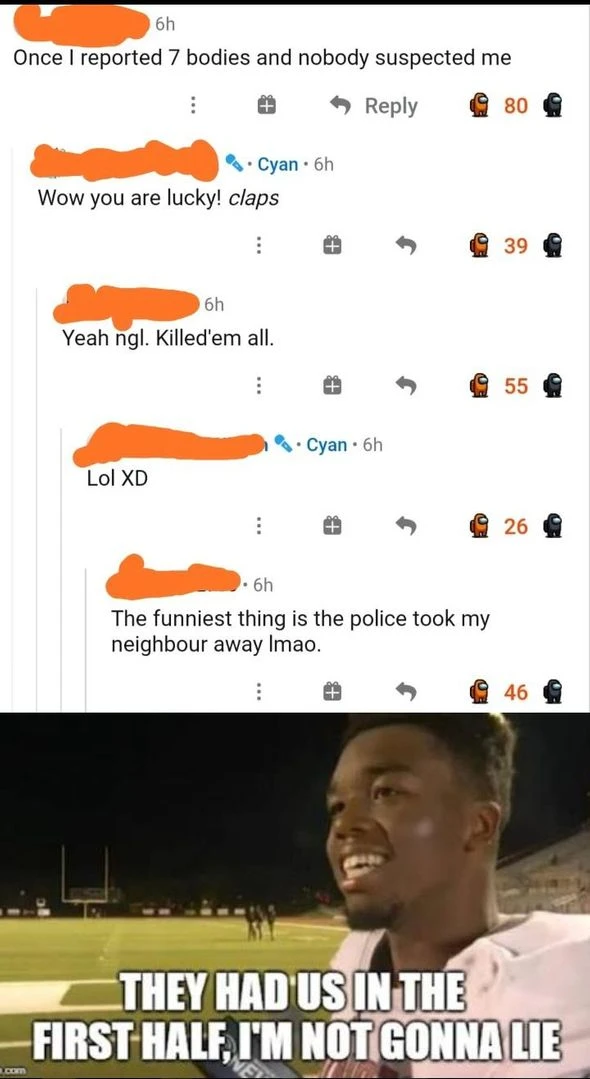 6h
Once I reported 7 bodies and nobody suspected me
Reply 80
• Cyan • 6h
Wow you are lucky! claps
39
6h
Yeah ngl. Killed'em all.
55
• Cyan • 6h
Lol XD
26
• 6h
The funniest thing is the police took my
neighbour away lmao.
46
THEY HAD US IN THE
FIRST HALF, I'M NOT GONNA LIE
.com